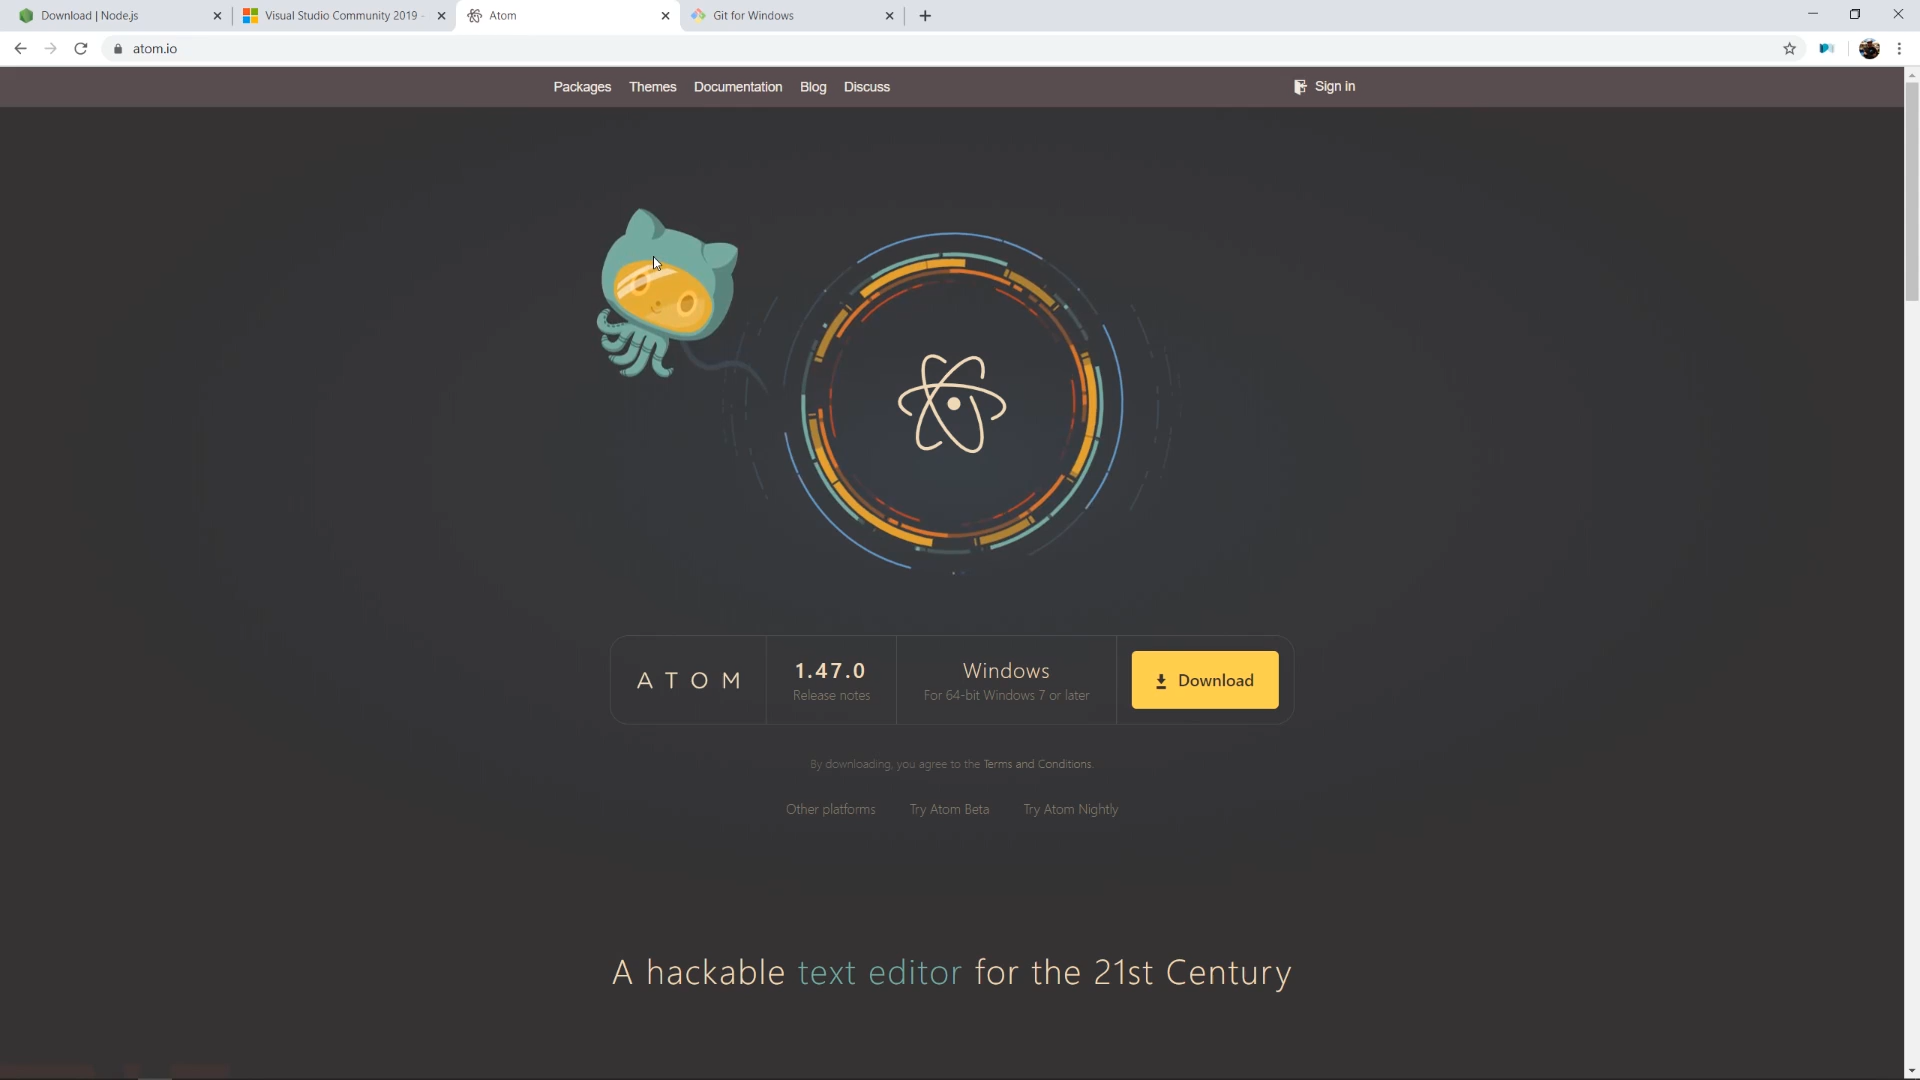 Download | Node.js
Visual Studio Community 2019 -
Atom
Git for Windows
atom.io
Packages Themes Documentation Blog Discuss Sign in
ATOM
1.47.0
Release notes
Windows
For 64-bit Windows 7 or later
Download
By downloading, you agree to the Terms and Conditions.
Other platforms Try Atom Beta Try Atom Nightly
A hackable text editor for the 21st Century